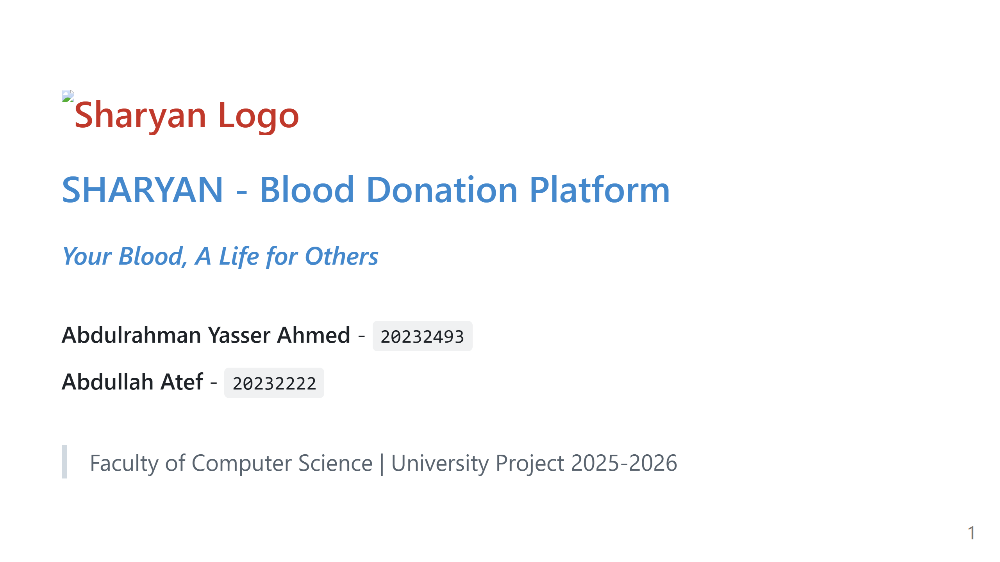 Sharyan Logo
SHARYAN - Blood Donation Platform
Your Blood, A Life for Others
Abdulrahman Yasser Ahmed - 20232493
Abdullah Atef - 20232222
Faculty of Computer Science | University Project 2025-2026
1